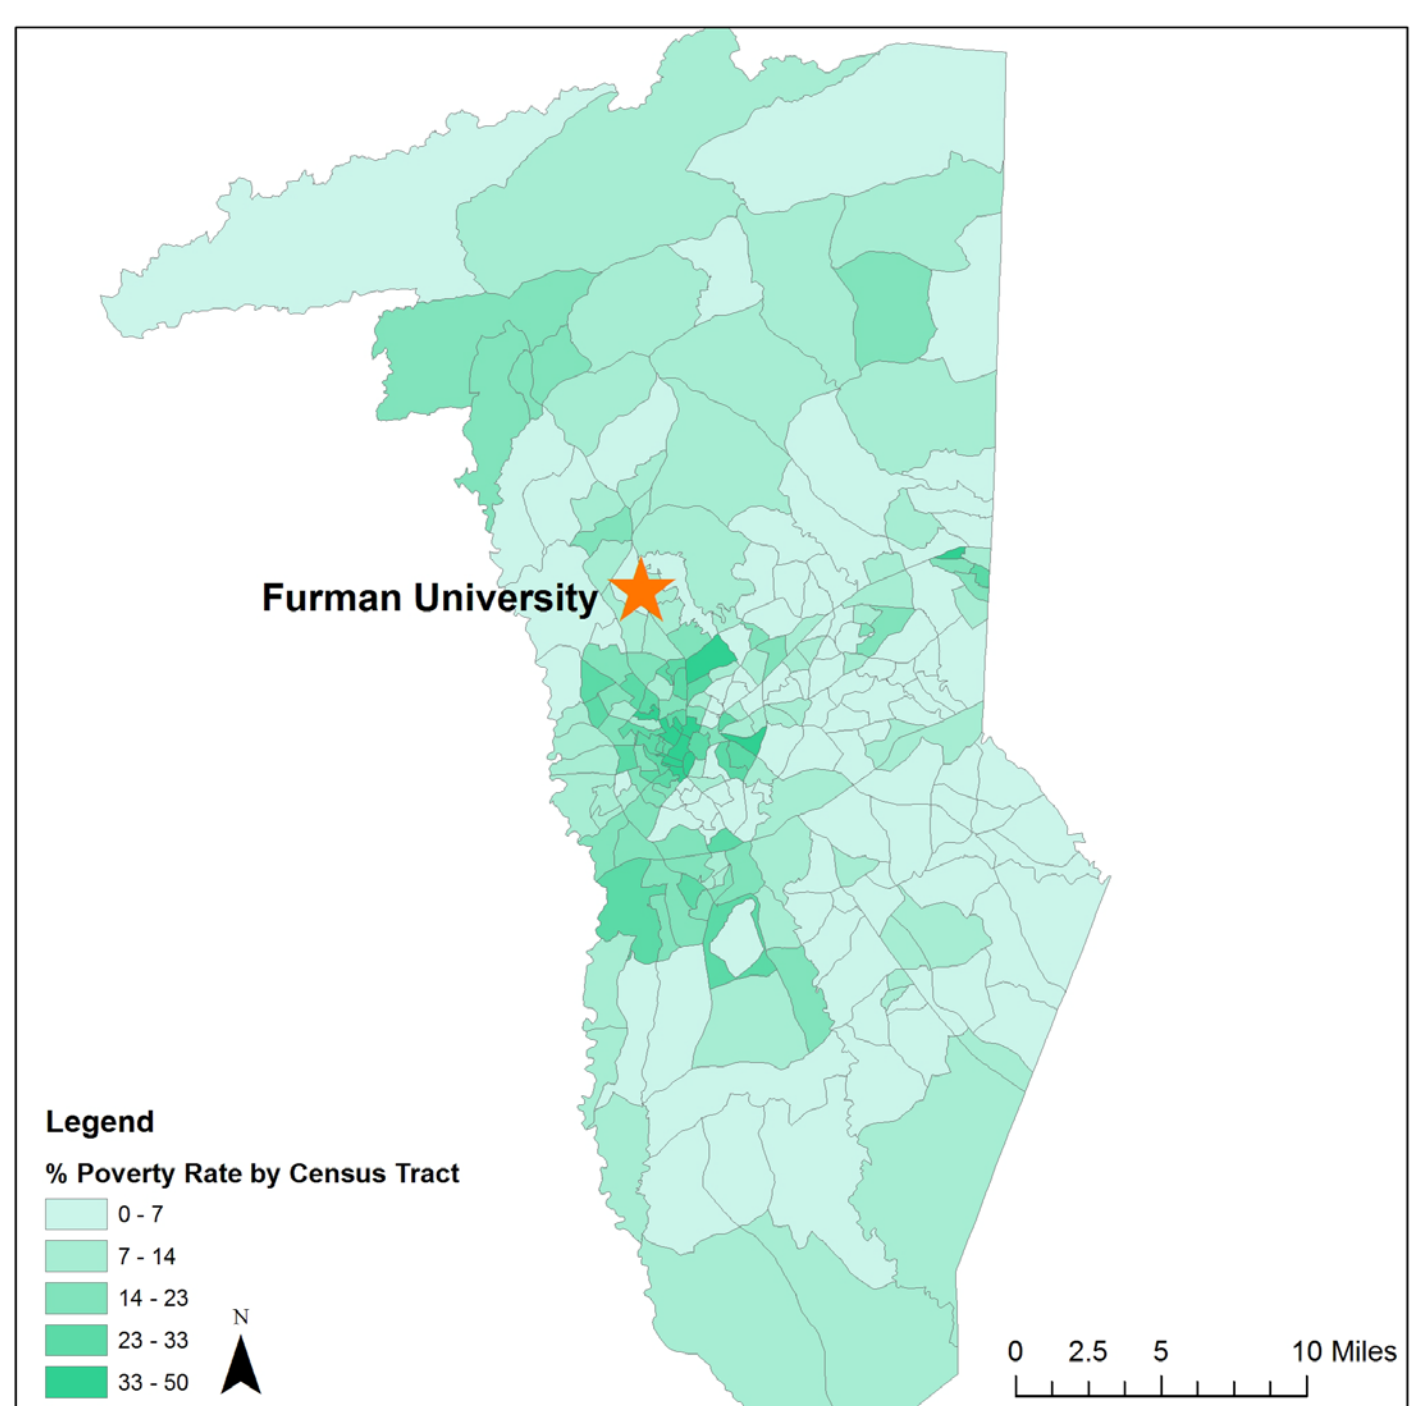 Furman University
Legend
% Poverty Rate by Census Tract
0 - 7
7 - 14
14 - 23
23 - 33
33 - 50
N
0 2.5 5 10 Miles